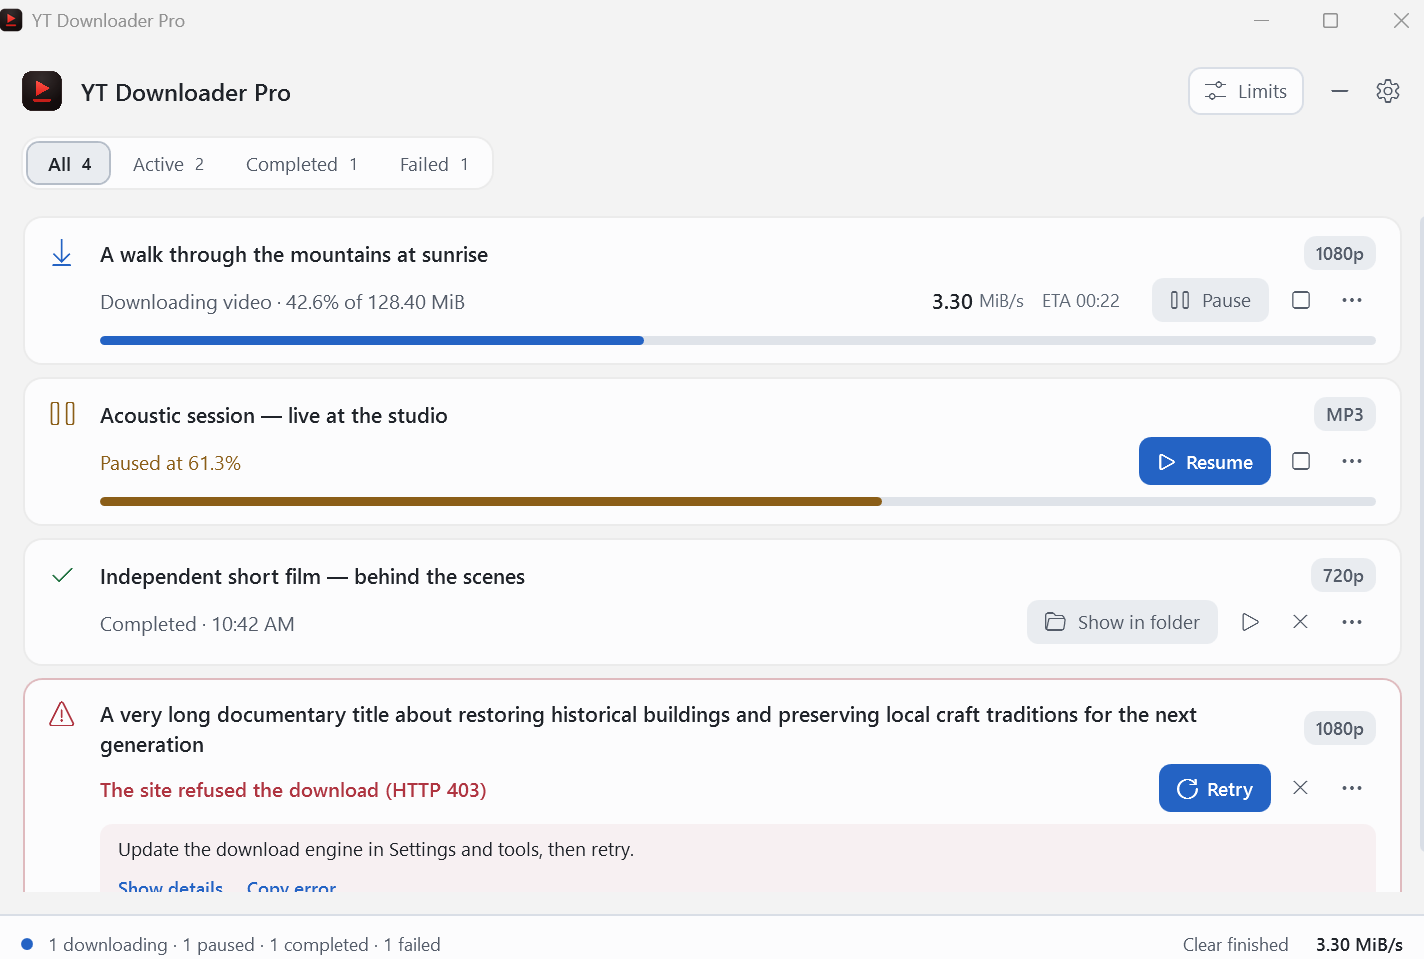 YT Downloader Pro
YT Downloader Pro
Limits
All 4 Active 2 Completed 1 Failed 1
A walk through the mountains at sunrise
1080p
Downloading video · 42.6% of 128.40 MiB
3.30 MiB/s ETA 00:22 Pause
Acoustic session — live at the studio
MP3
Paused at 61.3%
Resume
Independent short film — behind the scenes
720p
Completed · 10:42 AM
Show in folder
A very long documentary title about restoring historical buildings and preserving local craft traditions for the next
generation
1080p
The site refused the download (HTTP 403)
Retry
Update the download engine in Settings and tools, then retry.
Show details Copy error
1 downloading · 1 paused · 1 completed · 1 failed
Clear finished 3.30 MiB/s